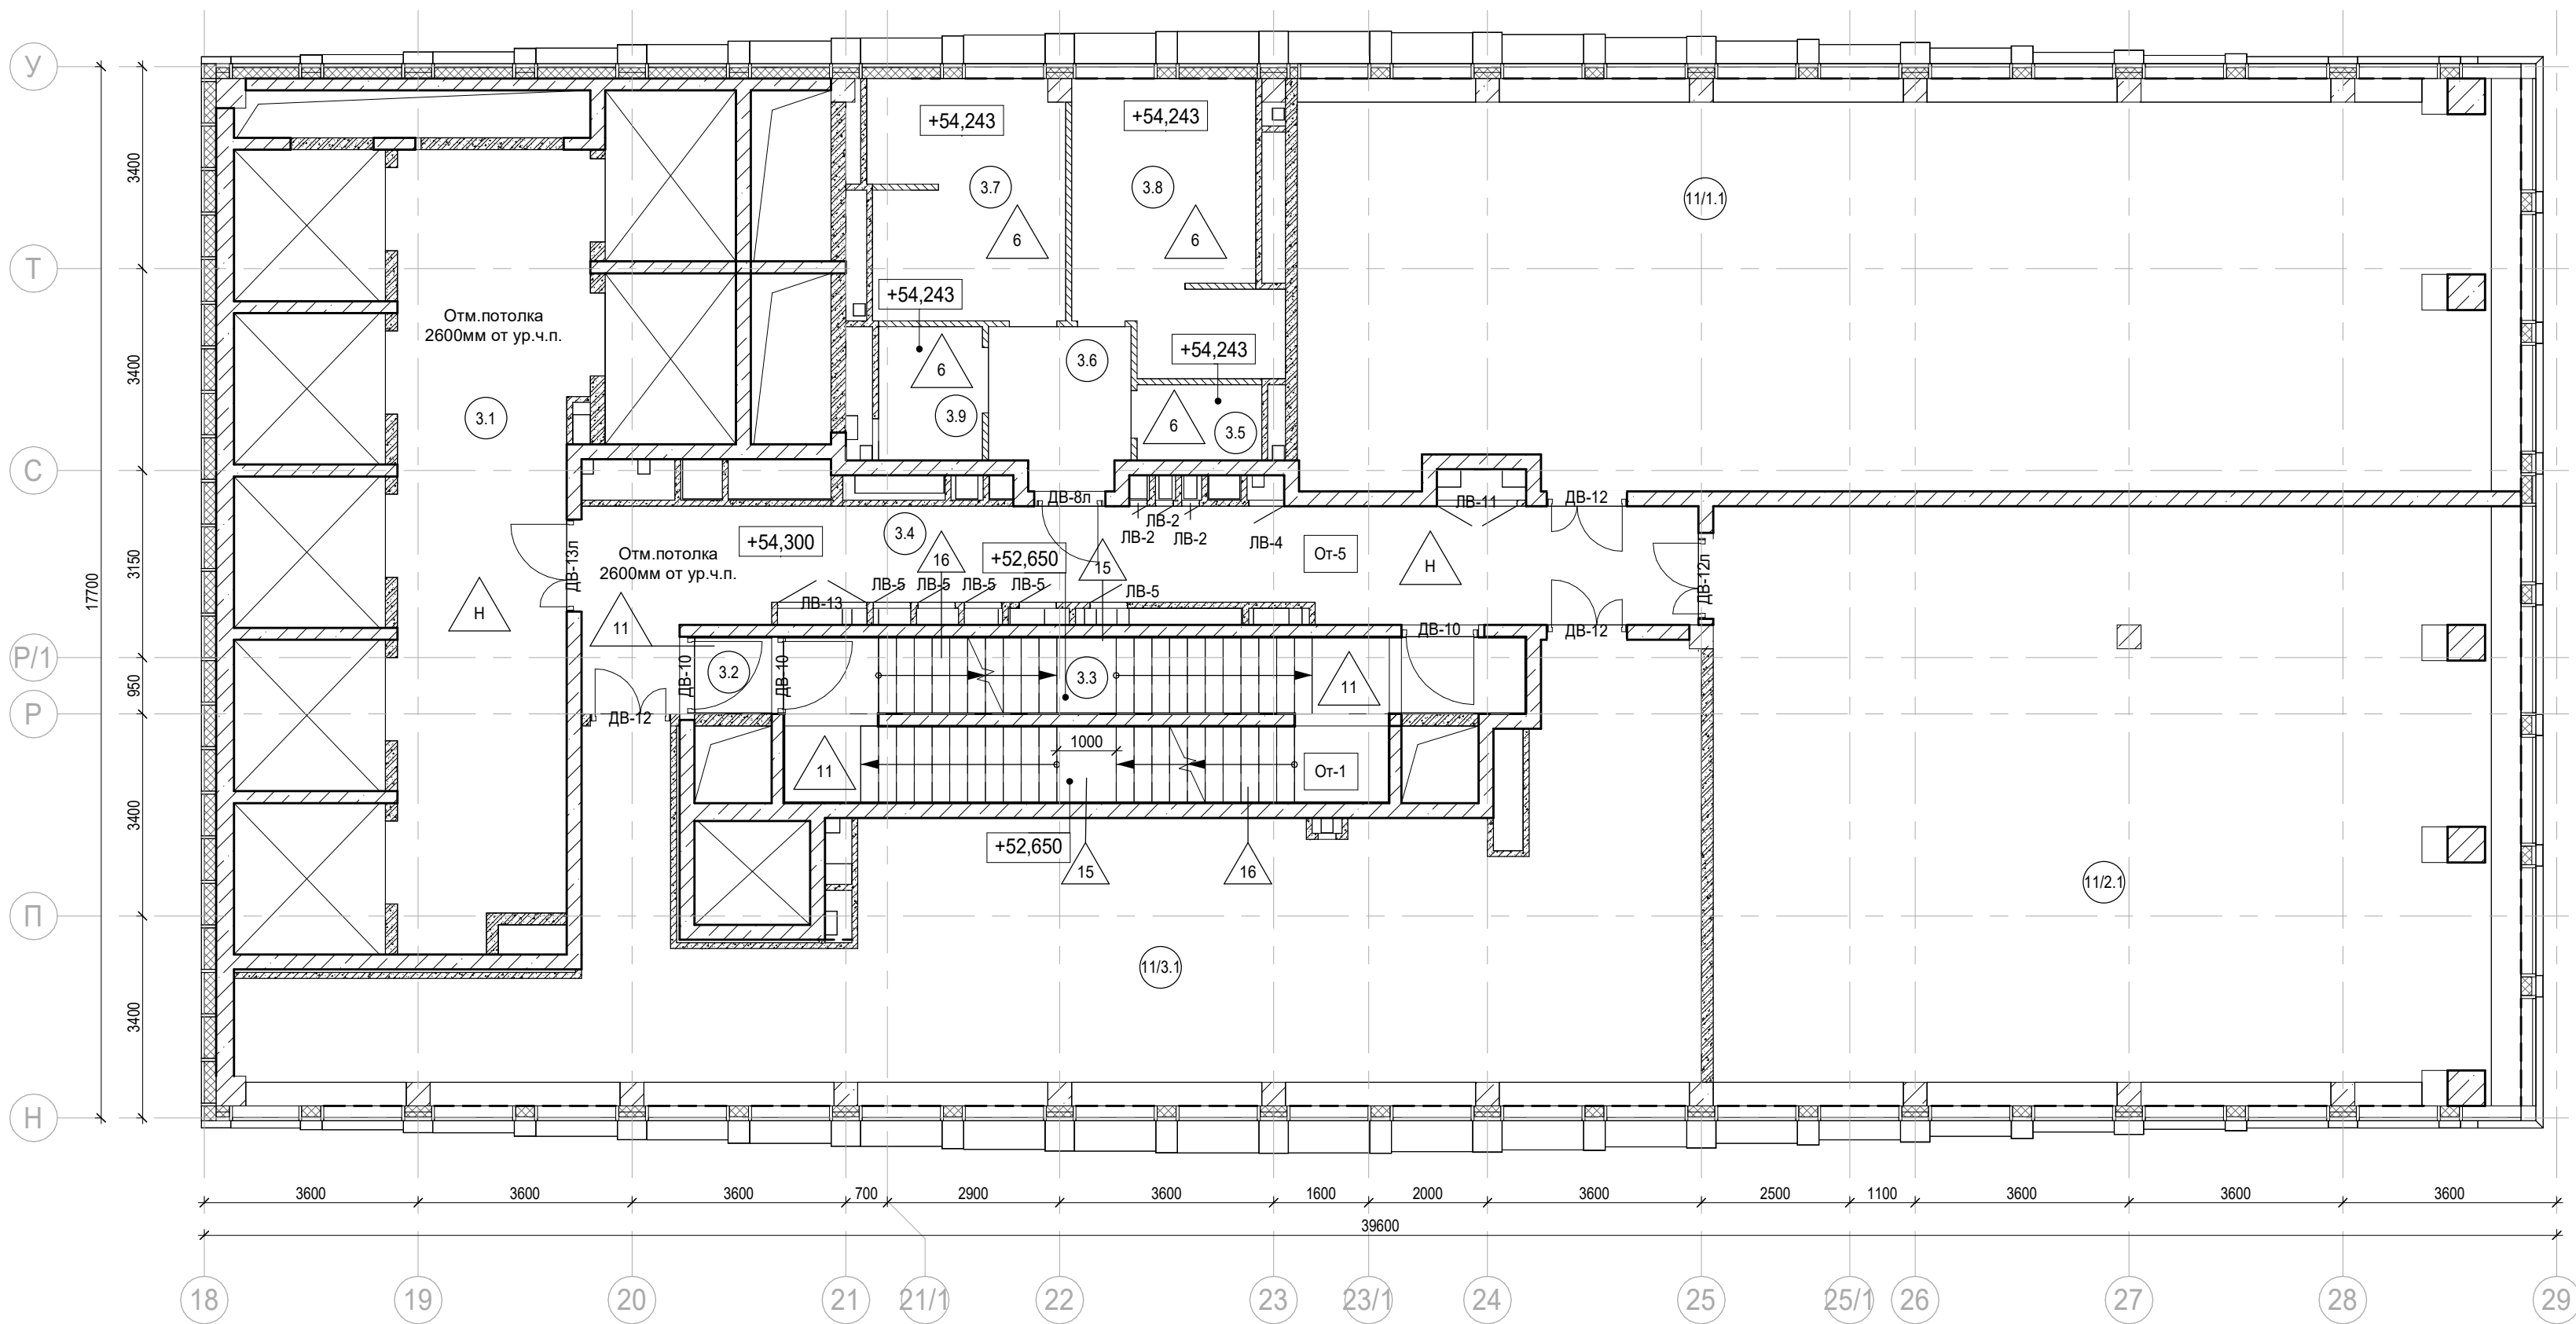 У
+54,243
+54,243
3400
3.7
3.8
11/1.1
6
6
Т
+54,243
Отм.потолка
2600мм от ур.ч.п.
+54,243
3400
3.6
6
3.1
3.9
6
3.5
С
ДВ-8л
ЛВ-11
ДВ-12
ЛВ-2
ЛВ-2
ЛВ-2
ЛВ-4
+54,300
3.4
Отм.потолка
2600мм от ур.ч.п.
16
+52,650
15
От-5
Н
3150
17700
ДВ-13л
ДВ-12л
Н
ЛВ-13
ЛВ-5
ЛВ-5
ЛВ-5
ЛВ-5
ЛВ-5
11
ДВ-10
ДВ-12
Р/1
950
ДВ-10
3.2
ДВ-10
3.3
11
Р
ДВ-12
1000
11
От-1
3400
+52,650
15
16
11/2.1
П
11/3.1
3400
Н
3600
3600
3600
700
2900
3600
1600
2000
3600
2500
1100
3600
3600
3600
39600
18
19
20
21
21/1
22
23
23/1
24
25
25/1
26
27
28
29